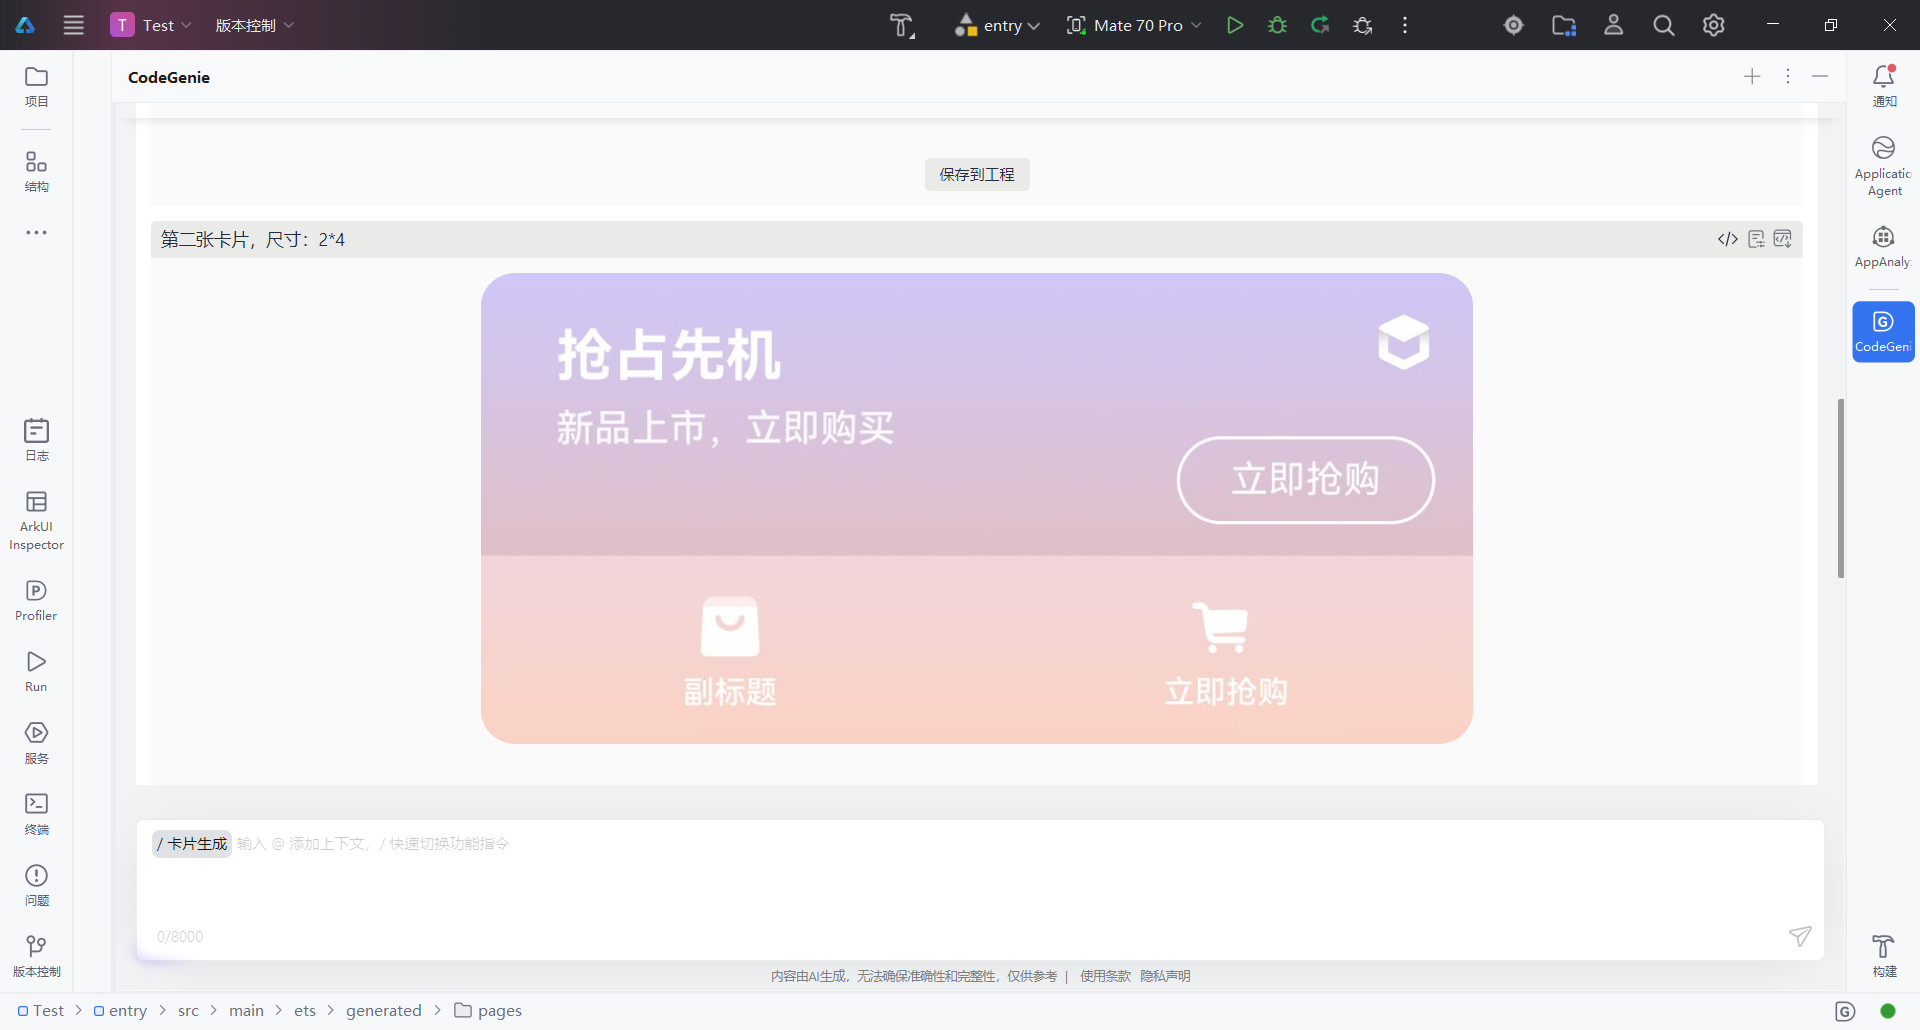 T Test 版本控制 entry Mate 70 Pro
CodeGenie
项目
结构
日志
ArkUI
Inspector
Profiler
Run
服务
终端
问题
版本控制
保存到工程
第二张卡片，尺寸：2*4
抢占先机
新品上市，立即购买
立即抢购
副标题
立即抢购
/ 卡片生成 输入 @ 添加上下文，/ 快速切换功能指令
0/8000
内容由AI生成，无法确保准确性和完整性，仅供参考 | 使用条款 隐私声明
通知
Applicatic
Agent
AppAnaly
CodeGeni
构建
Test > entry > src > main > ets > generated > pages